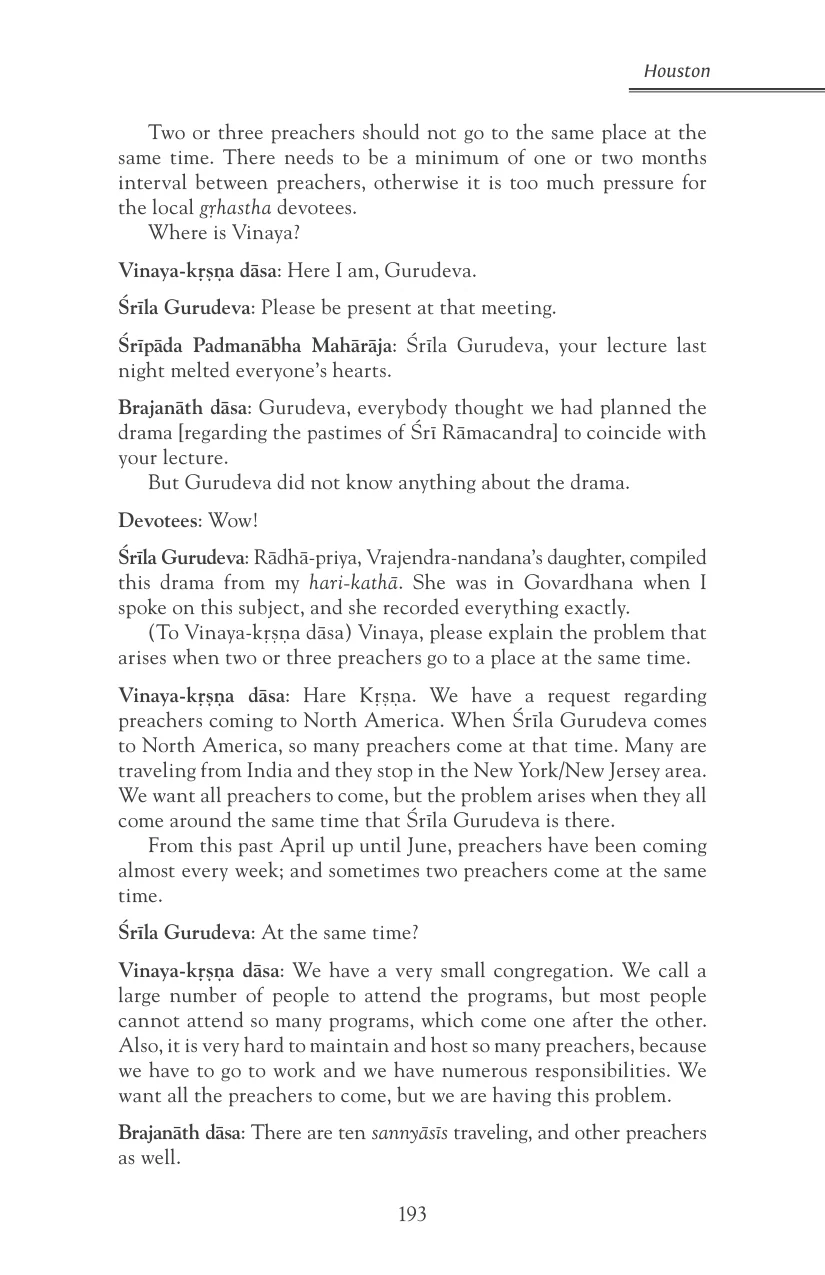 Houston
Two or three preachers should not go to the same place at the
same time. There needs to be a minimum of one or two months
interval between preachers, otherwise it is too much pressure for
the local gṛhastha devotees.
Where is Vinaya?
Vinaya-kṛṣṇa dāsa: Here I am, Gurudeva.
Śrīla Gurudeva: Please be present at that meeting.
Śrīpāda Padmanābha Mahārāja: Śrīla Gurudeva, your lecture last
night melted everyone’s hearts.
Brajanāth dāsa: Gurudeva, everybody thought we had planned the
drama [regarding the pastimes of Śrī Rāmacandra] to coincide with
your lecture.
But Gurudeva did not know anything about the drama.
Devotees: Wow!
Śrīla Gurudeva: Rādhā-priya, Vrajendra-nandana’s daughter, compiled
this drama from my hari-kathā. She was in Govardhana when I
spoke on this subject, and she recorded everything exactly.
(To Vinaya-kṛṣṇa dāsa) Vinaya, please explain the problem that
arises when two or three preachers go to a place at the same time.
Vinaya-kṛṣṇa dāsa: Hare Kṛṣṇa. We have a request regarding
preachers coming to North America. When Śrīla Gurudeva comes
to North America, so many preachers come at that time. Many are
traveling from India and they stop in the New York/New Jersey area.
We want all preachers to come, but the problem arises when they all
come around the same time that Śrīla Gurudeva is there.
From this past April up until June, preachers have been coming
almost every week; and sometimes two preachers come at the same
time.
Śrīla Gurudeva: At the same time?
Vinaya-kṛṣṇa dāsa: We have a very small congregation. We call a
large number of people to attend the programs, but most people
cannot attend so many programs, which come one after the other.
Also, it is very hard to maintain and host so many preachers, because
we have to go to work and we have numerous responsibilities. We
want all the preachers to come, but we are having this problem.
Brajanāth dāsa: There are ten sannyāsīs traveling, and other preachers
as well.
193